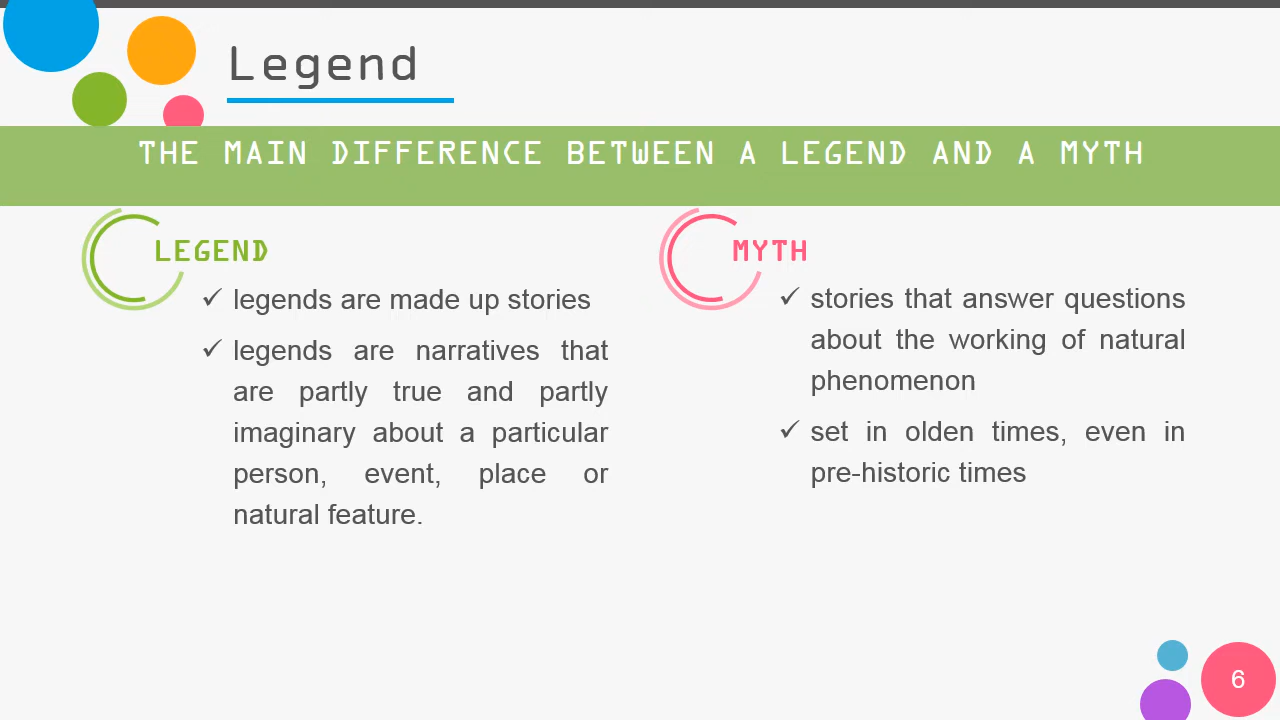 Legend
THE MAIN DIFFERENCE BETWEEN A LEGEND AND A MYTH
LEGEND
✓ legends are made up stories
✓ legends are narratives that
are partly true and partly
imaginary about a particular
person, event, place or
natural feature.
MYTH
✓ stories that answer questions
about the working of natural
phenomenon
✓ set in olden times, even in
pre-historic times
6